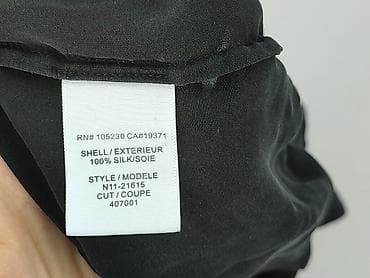 RN# 105230 CA#19371
SHELL/EXTERIEUR
100% SILK/SOIE
STYLE/MODELE
N11-21615
CUT/COUPE
407001